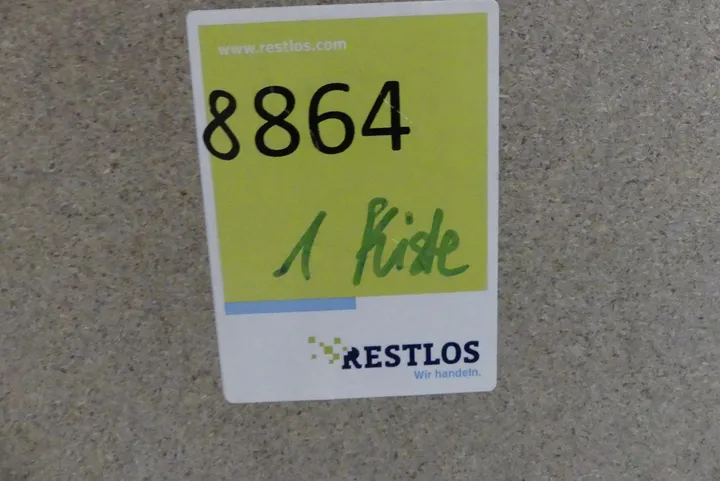 www.restlos.com
8864
1 Kiste
RESTLOS
Wir handeln.